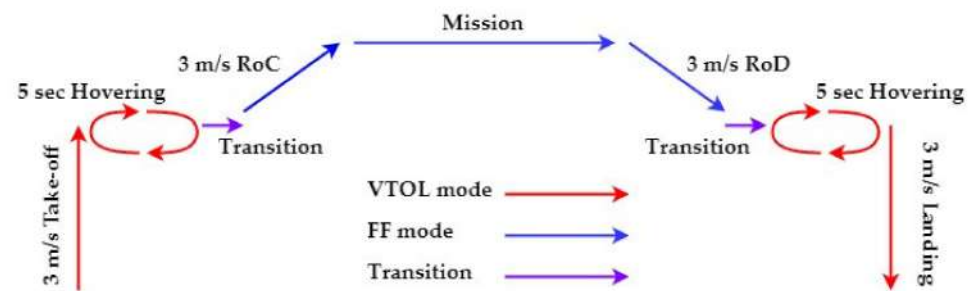 Mission
3 m/s RoC
3 m/s RoD
5 sec Hovering
5 sec Hovering
Transition
Transition
3 m/s Take-off
3 m/s Landing
VTOL mode
FF mode
Transition